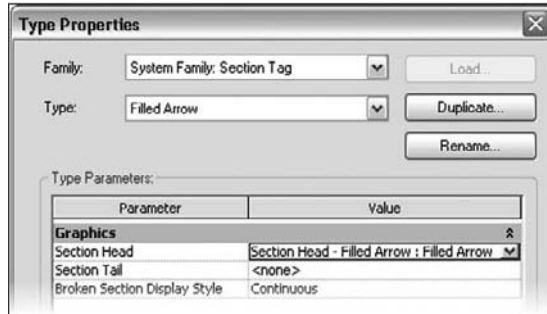 Type Properties
Family: System Family: Section Tag Load...
Type: Filled Arrow Duplicate...
Rename...
Type Parameters:
Parameter Value
Graphics
Section Head Section Head - Filled Arrow : Filled Arrow
Section Tail <none>
Broken Section Display Style Continuous